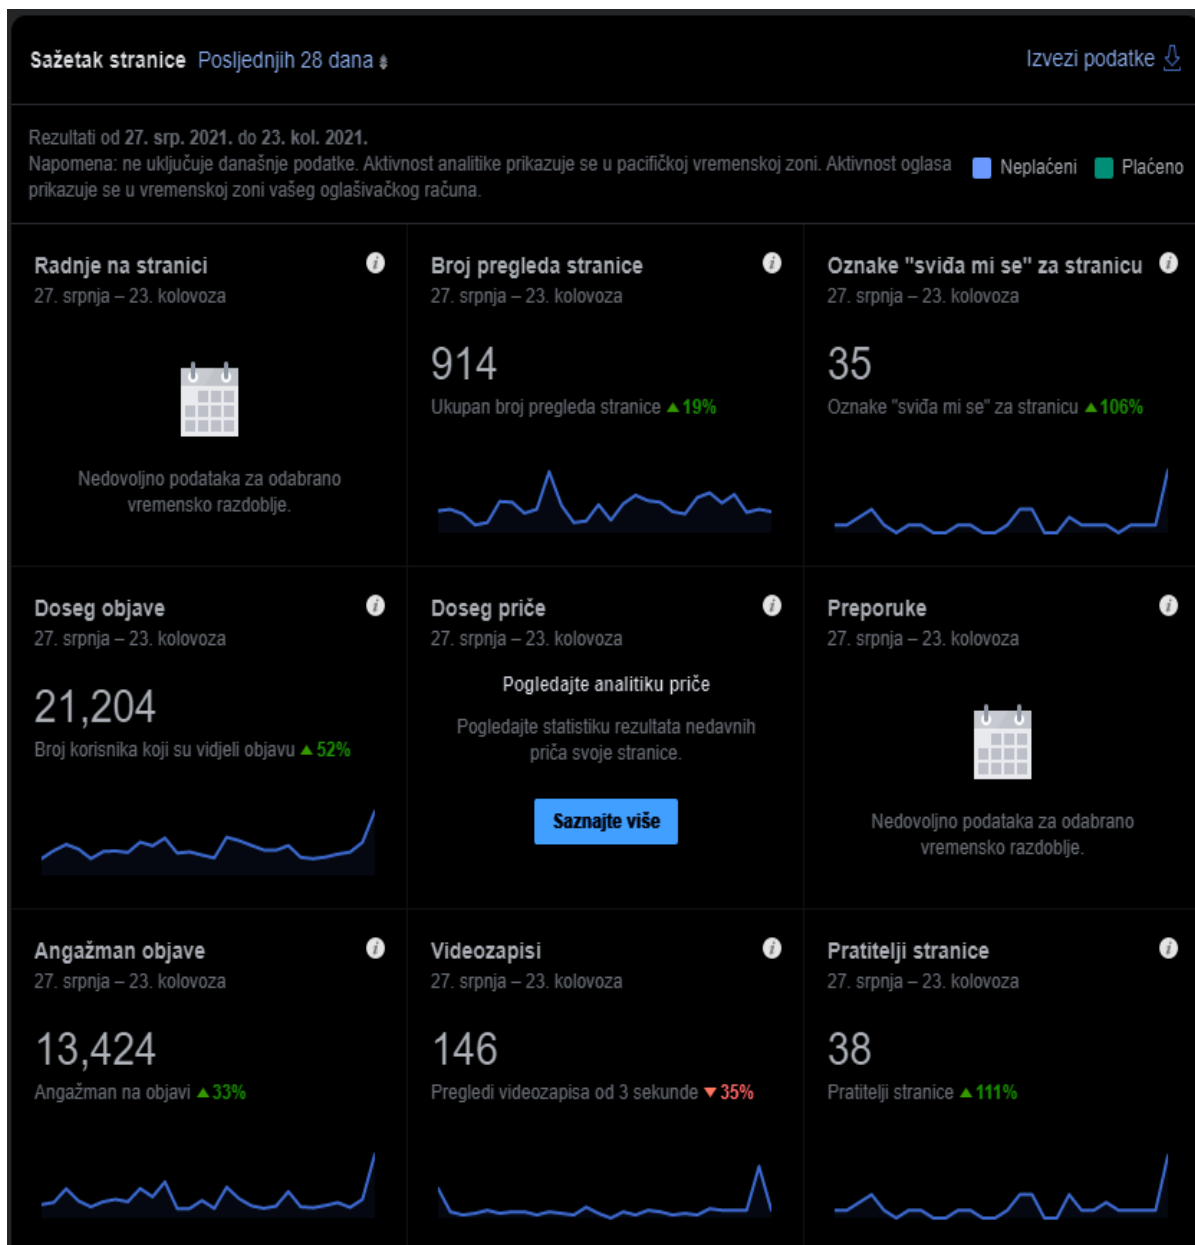 Sažetak stranice Posljednjih 28 dana
Izvezi podatke
Rezultati od 27. srp. 2021. do 23. kol. 2021.
Napomena: ne uključuje današnje podatke. Aktivnost analitike prikazuje se u pacifičkoj vremenskoj zoni. Aktivnost oglasa
prikazuje se u vremenskoj zoni vašeg oglašivačkog računa.
Neplaćeni Plaćeno
Radnje na stranici
27. srpnja – 23. kolovoza
Nedovoljno podataka za odabrano
vremensko razdoblje.
Broj pregleda stranice
27. srpnja – 23. kolovoza
914
Ukupan broj pregleda stranice ▲19%
Oznake "sviđa mi se" za stranicu
27. srpnja – 23. kolovoza
35
Oznake "sviđa mi se" za stranicu ▲106%
Doseg objave
27. srpnja – 23. kolovoza
21,204
Broj korisnika koji su vidjeli objavu ▲52%
Doseg priče
27. srpnja – 23. kolovoza
Pogledajte analitiku priče
Pogledajte statistiku rezultata nedavnih
priča svoje stranice.
Saznajte više
Preporuke
27. srpnja – 23. kolovoza
Nedovoljno podataka za odabrano
vremensko razdoblje.
Angažman objave
27. srpnja – 23. kolovoza
13,424
Angažman na objavi ▲33%
Videozapisi
27. srpnja – 23. kolovoza
146
Pregledi videozapisa od 3 sekunde ▼35%
Pratitelji stranice
27. srpnja – 23. kolovoza
38
Pratitelji stranice ▲111%